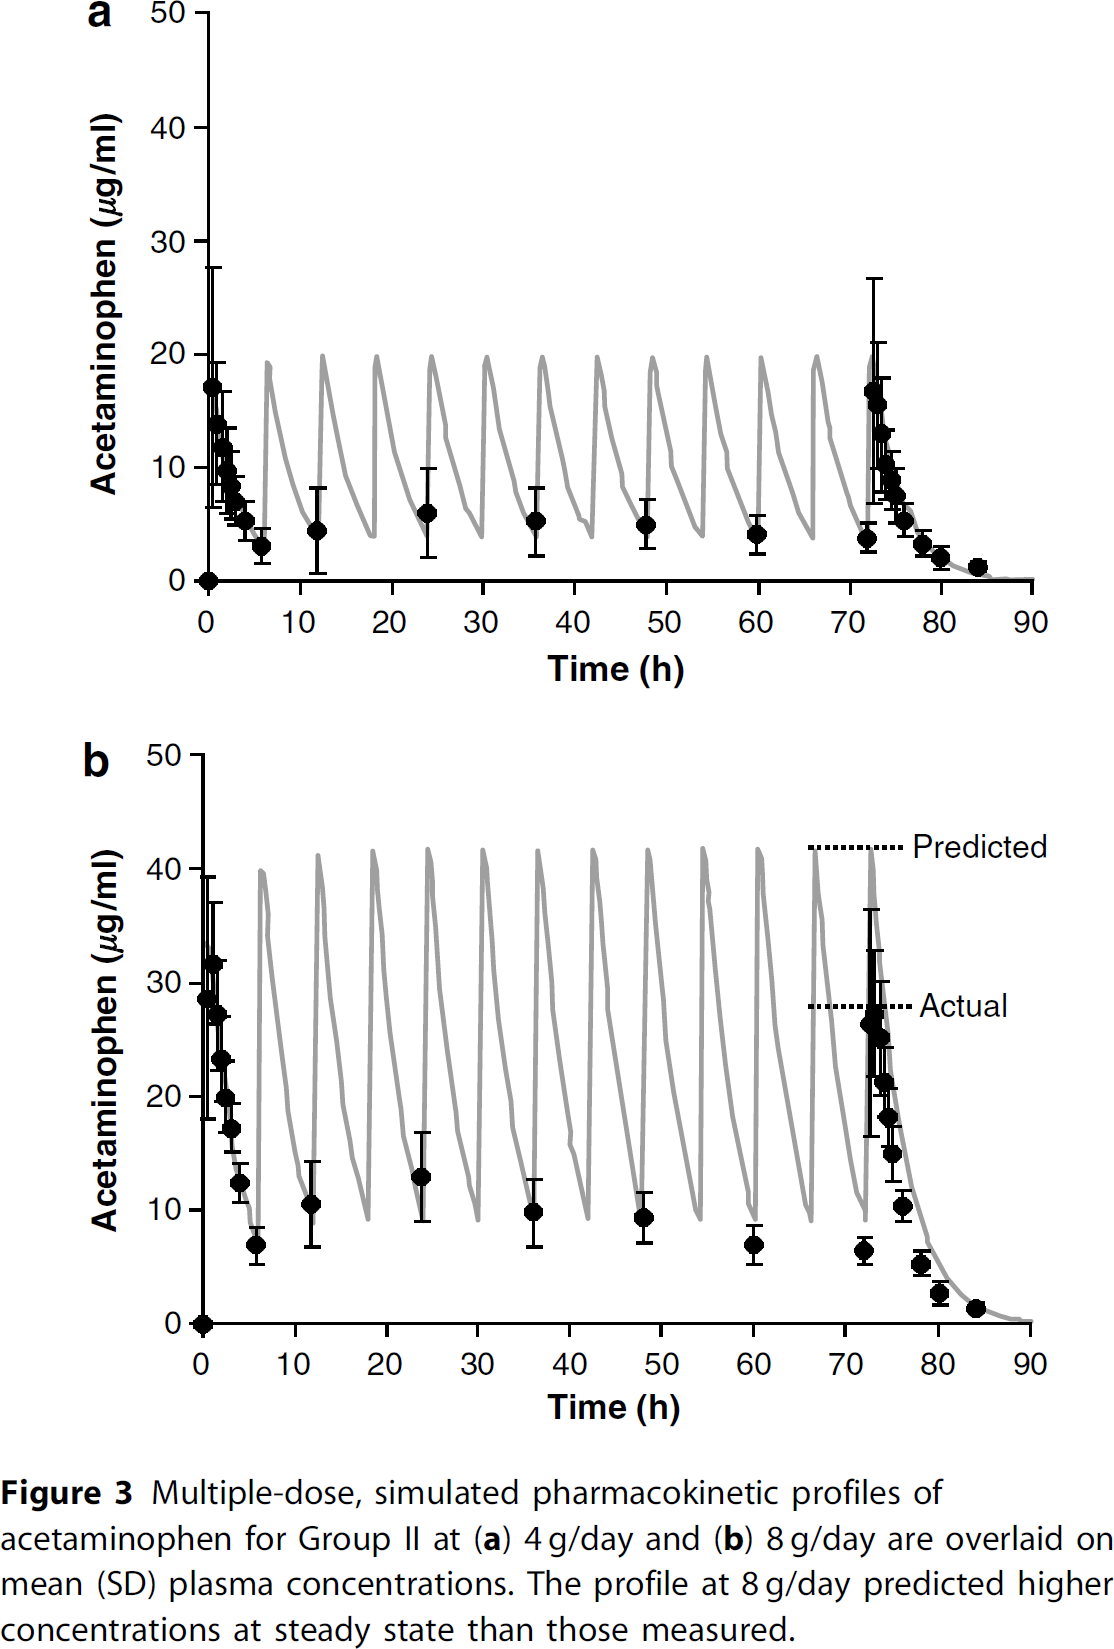 a
50
40
30
20
10
0
Acetaminophen (μg/ml)
0 10 20 30 40 50 60 70 80 90
Time (h)
b
50
40
30
20
10
0
Acetaminophen (μg/ml)
Predicted
Actual
0 10 20 30 40 50 60 70 80 90
Time (h)
Figure 3 Multiple-dose, simulated pharmacokinetic profiles of
acetaminophen for Group II at (a) 4 g/day and (b) 8 g/day are overlaid on
mean (SD) plasma concentrations. The profile at 8 g/day predicted higher
concentrations at steady state than those measured.